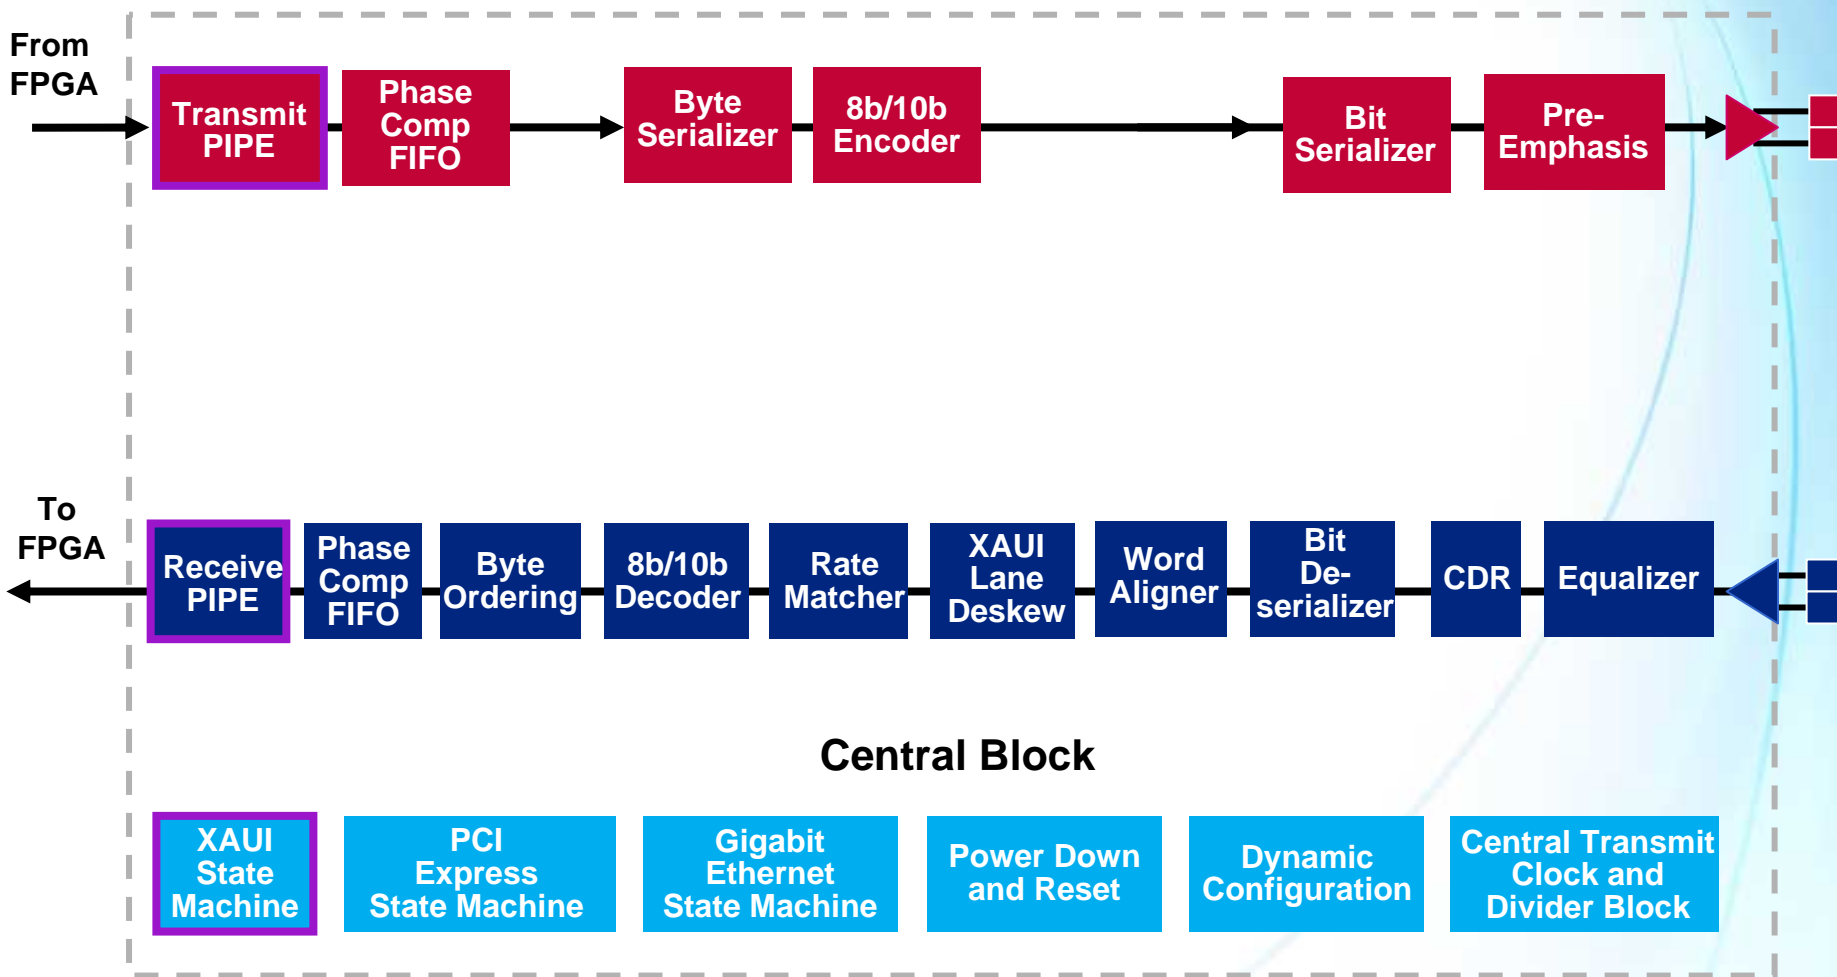 From
FPGA
Transmit
PIPE
Phase
Comp
FIFO
Byte
Serializer
8b/10b
Encoder
Bit
Serializer
Pre-
Emphasis
To
FPGA
Receive
PIPE
Phase
Comp
FIFO
Byte
Ordering
8b/10b
Decoder
Rate
Matcher
XAUI
Lane
Deskew
Word
Aligner
Bit
De-
serializer
CDR
Equalizer
Central Block
XAUI
State
Machine
PCI
Express
State Machine
Gigabit
Ethernet
State Machine
Power Down
and Reset
Dynamic
Configuration
Central Transmit
Clock and
Divider Block